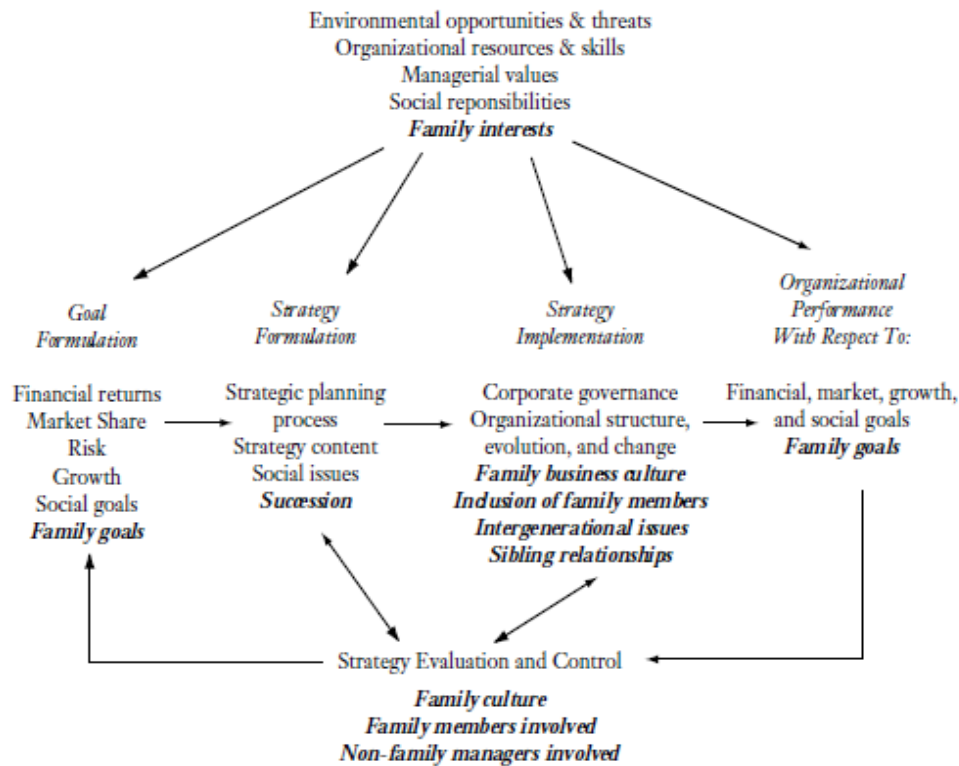 Environmental opportunities & threats
Organizational resources & skills
Managerial values
Social reponsibilities
Family interests
Goal
Formulation
Strategy
Formulation
Strategy
Implementation
Organizational
Performance
With Respect To:
Financial returns
Market Share
Risk
Growth
Social goals
Family goals
Strategic planning
process
Strategy content
Social issues
Succession
Corporate governance
Organizational structure,
evolution, and change
Family business culture
Inclusion of family members
Intergenerational issues
Sibling relationships
Financial, market, growth,
and social goals
Family goals
Strategy Evaluation and Control
Family culture
Family members involved
Non-family managers involved